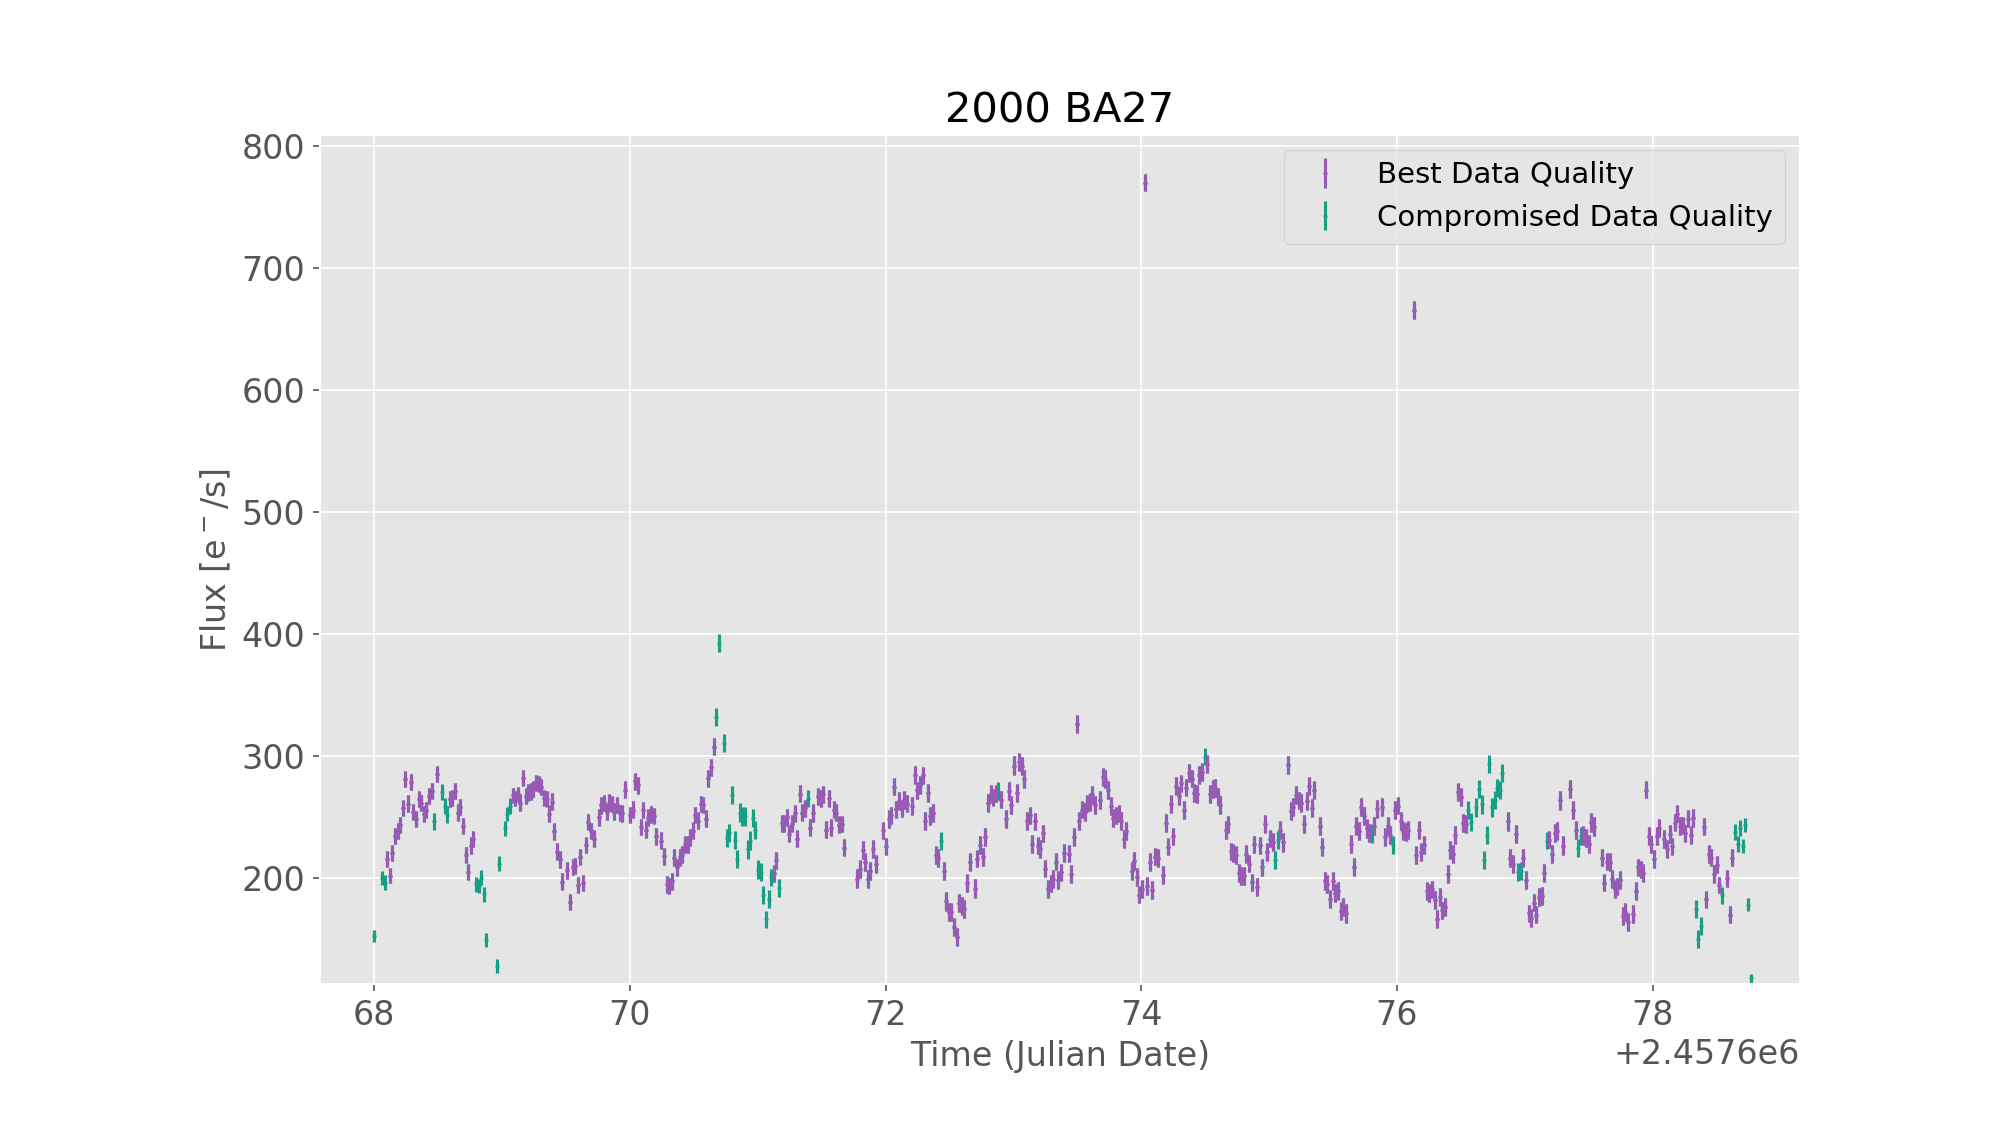 2000 BA27
800
700
600
500
400
300
200
Flux [e⁻/s]
Best Data Quality
Compromised Data Quality
68 70 72 74 76 78
Time (Julian Date)
+2.4576e6